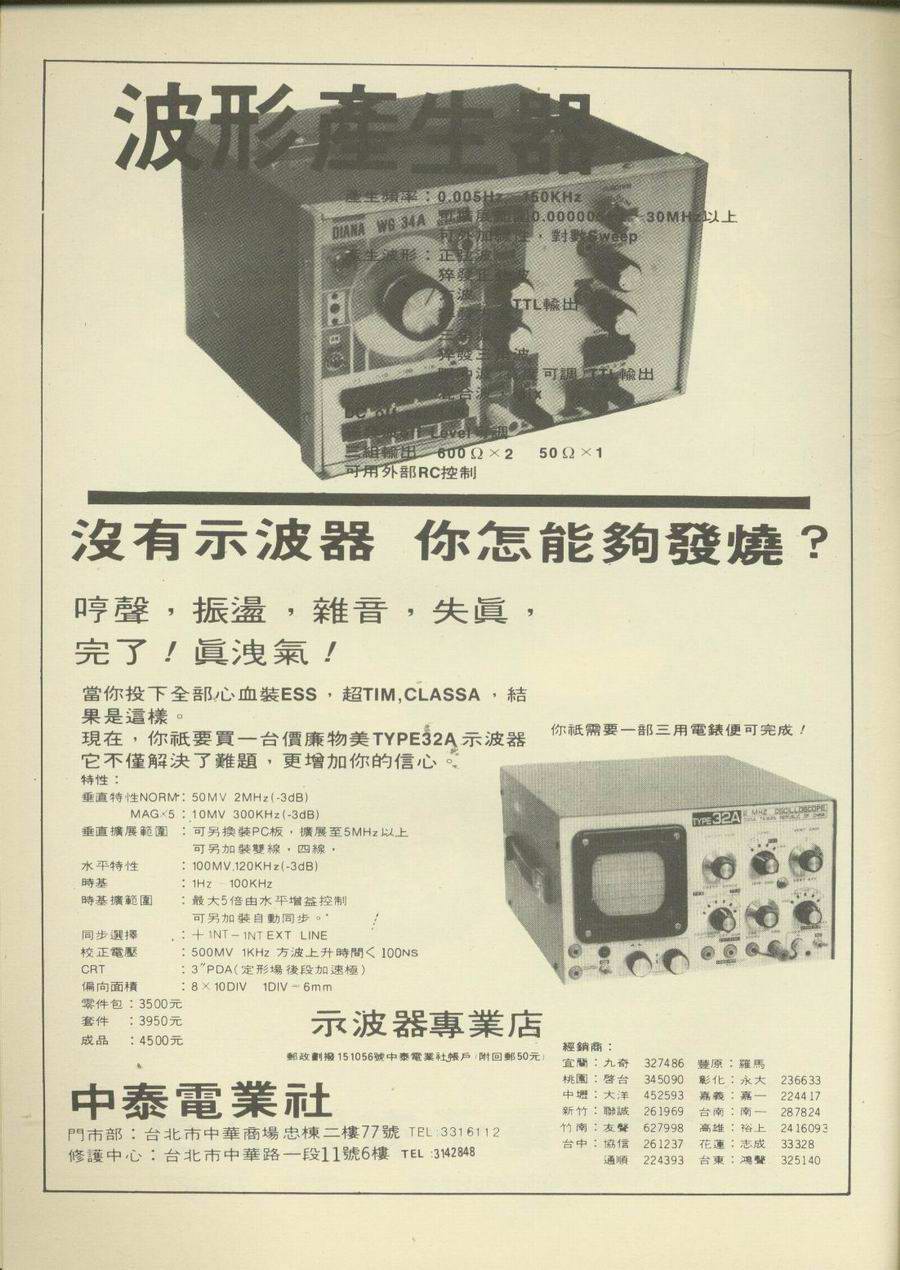 波形產生器
產生頻率：0.005Hz 150KHz
可擴展範圍0.000005Hz~30MHz以上
可外加線性，對數Sweep
DIANA WG 34A
產生波形：正弦波
猝發正弦波
方波 TTL輸出
三角波
猝發三角波
可調 TTL輸出
混合波
DC
Level 可調
三組輸出 600Ω×2 50Ω×1
可用外部RC控制
沒有示波器 你怎能夠發燒？
哼聲，振盪，雜音，失眞，
完了！眞洩氣！
當你投下全部心血裝ESS，超TIM,CLASSA，結
果是這樣。
現在，你祇要買一台價廉物美TYPE32A示波器
它不僅解決了難題，更增加你的信心。
你祇需要一部三用電錶便可完成！
TYPE 32A 2 MHZ OSCILLOSCOPE
特性：
垂直特性NORM：50MV 2MHz(-3dB)
MAG×5：10MV 300KHz(-3dB)
垂直擴展範圍：可另換裝PC板，擴展至5MHz以上
可另加裝雙線，四線，
水平特性：100MV,120KHz(-3dB)
時基：1Hz－100KHz
時基擴範圍：最大5倍由水平增益控制
可另加裝自動同步。
同步選擇：＋INT－INT EXT LINE
校正電壓：500MV 1KHz 方波上升時間＜100NS
CRT：3″PDA(定形場後段加速極)
偏向面積：8×10DIV 1DIV＝6mm
零件包：3500元
套件：3950元
成品：4500元
示波器專業店
郵政劃撥151056號中泰電業社帳戶(附回郵50元)
中泰電業社
門市部：台北市中華商場忠棟二樓77號 TEL:3316112
修護中心：台北市中華路一段11號6樓 TEL:3142848
經銷商：
宜蘭：九奇 327486 豐原：羅馬
桃園：啓台 345090 彰化：永大 236633
中壢：大洋 452593 嘉義：嘉一 224417
新竹：聯誠 261969 台南：南一 287824
竹南：友聲 627998 高雄：裕上 2416093
台中：協信 261237 花蓮：志成 33328
通順 224393 台東：鴻聲 325140